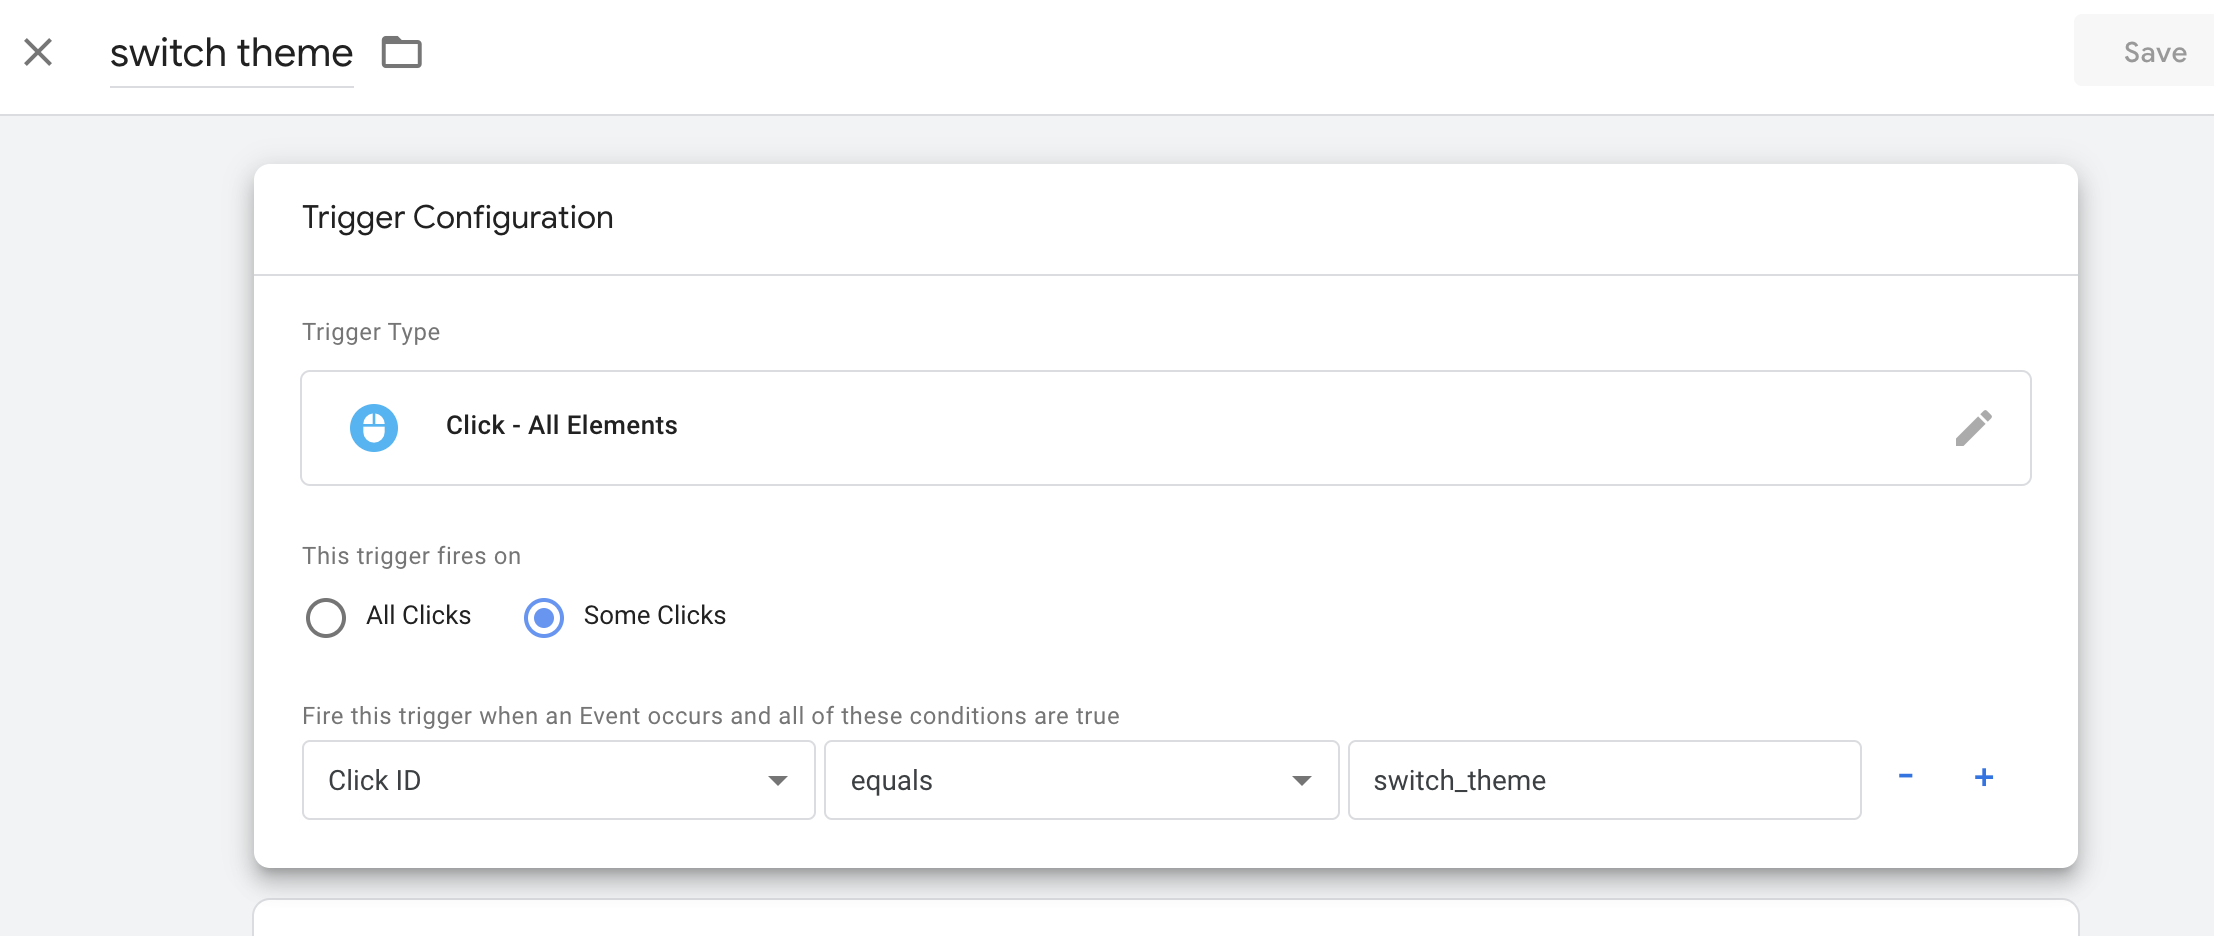 switch theme
Save
Trigger Configuration
Trigger Type
Click - All Elements
This trigger fires on
All Clicks Some Clicks
Fire this trigger when an Event occurs and all of these conditions are true
Click ID equals switch_theme - +